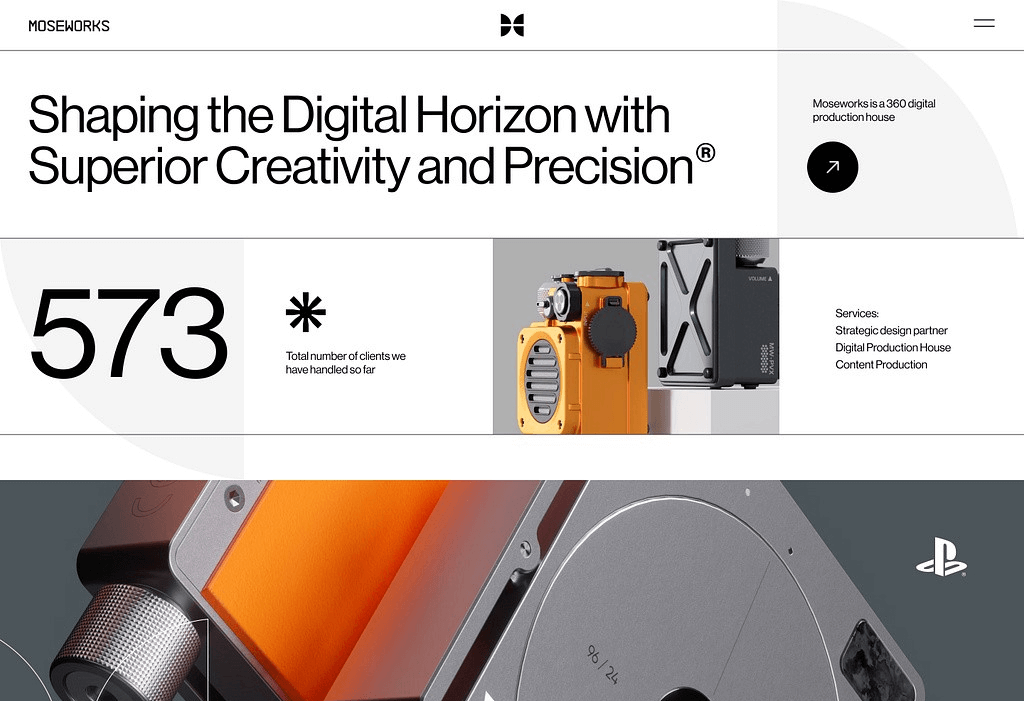 MOSEWORKS
Shaping the Digital Horizon with
Superior Creativity and Precision®
Moseworks is a 360 digital
production house
573
Total number of clients we
have handled so far
VOLUME
MW-PVX
Services:
Strategic design partner
Digital Production House
Content Production
96 / 24